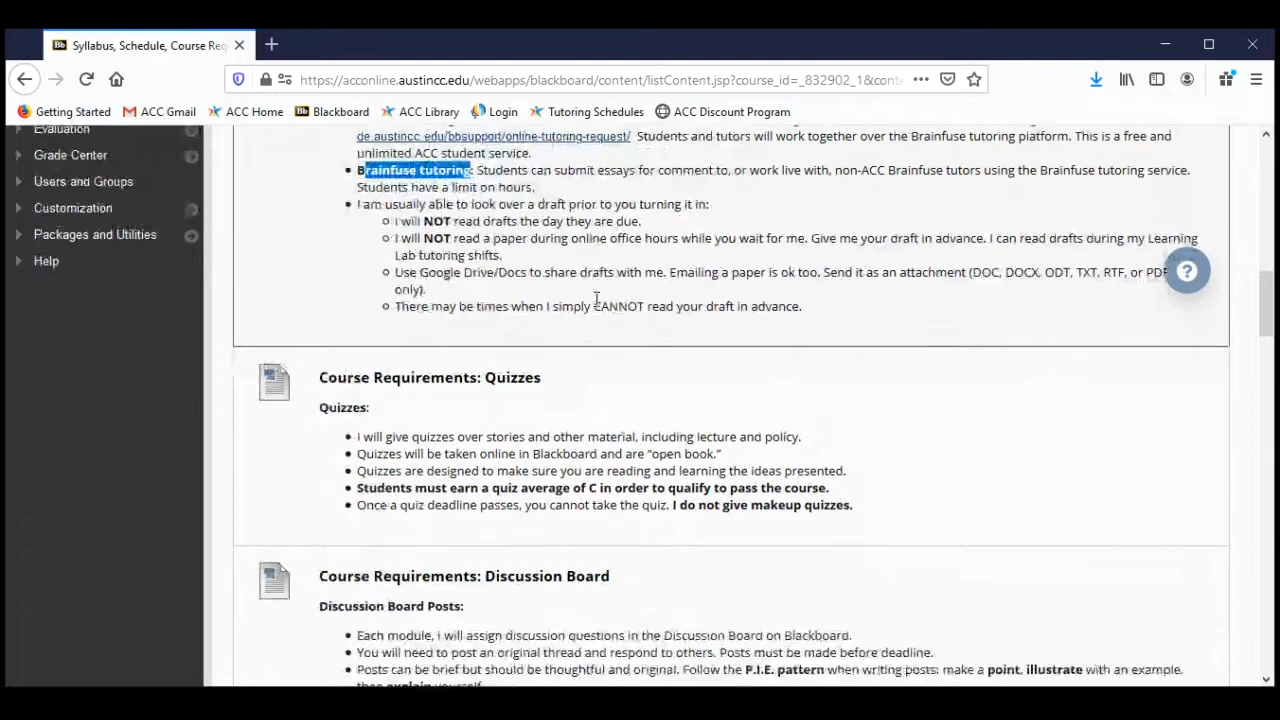 Syllabus, Schedule, Course Req
https://acconline.austincc.edu/webapps/blackboard/content/listContent.jsp?course_id=_832902_1&conte
Getting Started
ACC Gmail
ACC Home
Bb Blackboard
ACC Library
Login
Tutoring Schedules
ACC Discount Program
Evaluation
Grade Center
Users and Groups
Customization
Packages and Utilities
Help
de.austincc.edu/bbsupport/online-tutoring-request/ Students and tutors will work together over the Brainfuse tutoring platform. This is a free and
unlimited ACC student service.
• Brainfuse tutoring: Students can submit essays for comment to, or work live with, non-ACC Brainfuse tutors using the Brainfuse tutoring service.
Students have a limit on hours.
• I am usually able to look over a draft prior to you turning it in:
I will NOT read drafts the day they are due.
I will NOT read a paper during online office hours while you wait for me. Give me your draft in advance. I can read drafts during my Learning
Lab tutoring shifts.
Use Google Drive/Docs to share drafts with me. Emailing a paper is ok too. Send it as an attachment (DOC, DOCX, ODT, TXT, RTF, or PDF
only).
There may be times when I simply CANNOT read your draft in advance.
?
Course Requirements: Quizzes
Quizzes:
• I will give quizzes over stories and other material, including lecture and policy.
• Quizzes will be taken online in Blackboard and are “open book.”
• Quizzes are designed to make sure you are reading and learning the ideas presented.
• Students must earn a quiz average of C in order to qualify to pass the course.
• Once a quiz deadline passes, you cannot take the quiz. I do not give makeup quizzes.
Course Requirements: Discussion Board
Discussion Board Posts:
• Each module, I will assign discussion questions in the Discussion Board on Blackboard.
• You will need to post an original thread and respond to others. Posts must be made before deadline.
• Posts can be brief but should be thoughtful and original. Follow the P.I.E. pattern when writing posts: make a point, illustrate with an example,
then explain yourself.